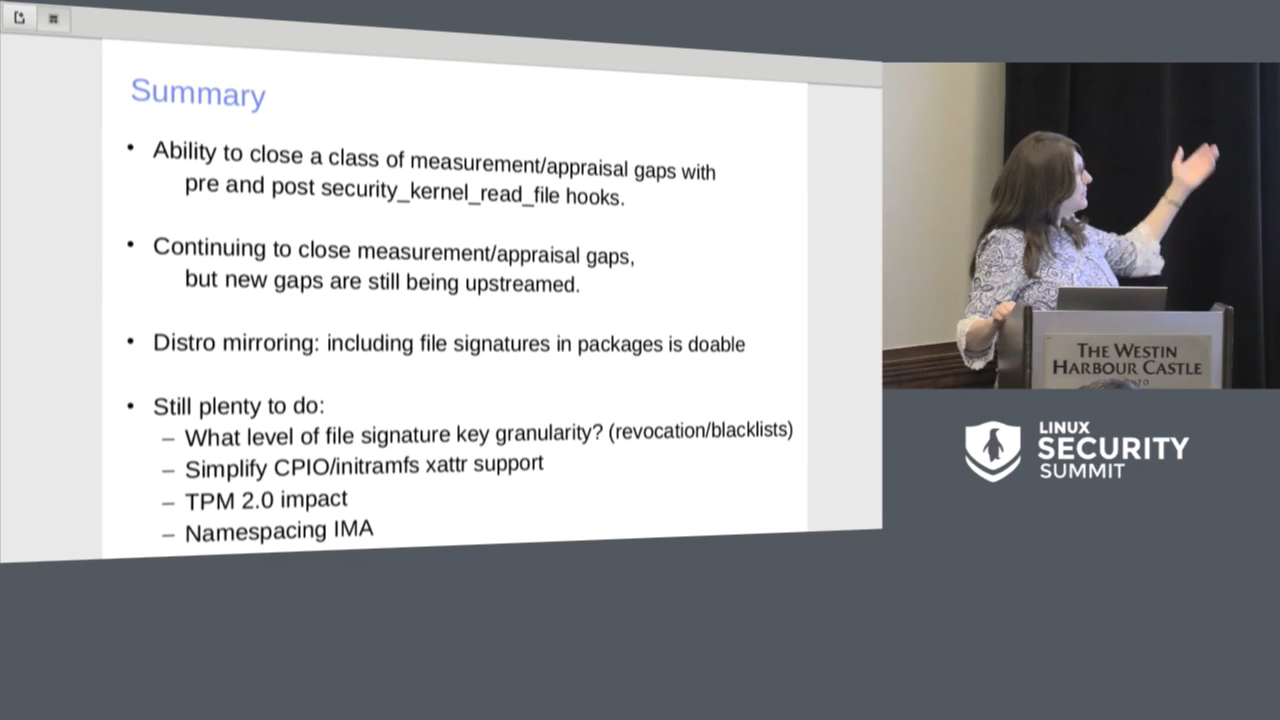 Summary
• Ability to close a class of measurement/appraisal gaps with
pre and post security_kernel_read_file hooks.
• Continuing to close measurement/appraisal gaps,
but new gaps are still being upstreamed.
• Distro mirroring: including file signatures in packages is doable
• Still plenty to do:
– What level of file signature key granularity? (revocation/blacklists)
– Simplify CPIO/initramfs xattr support
– TPM 2.0 impact
– Namespacing IMA
THE WESTIN
HARBOUR CASTLE
LINUX
SECURITY
SUMMIT